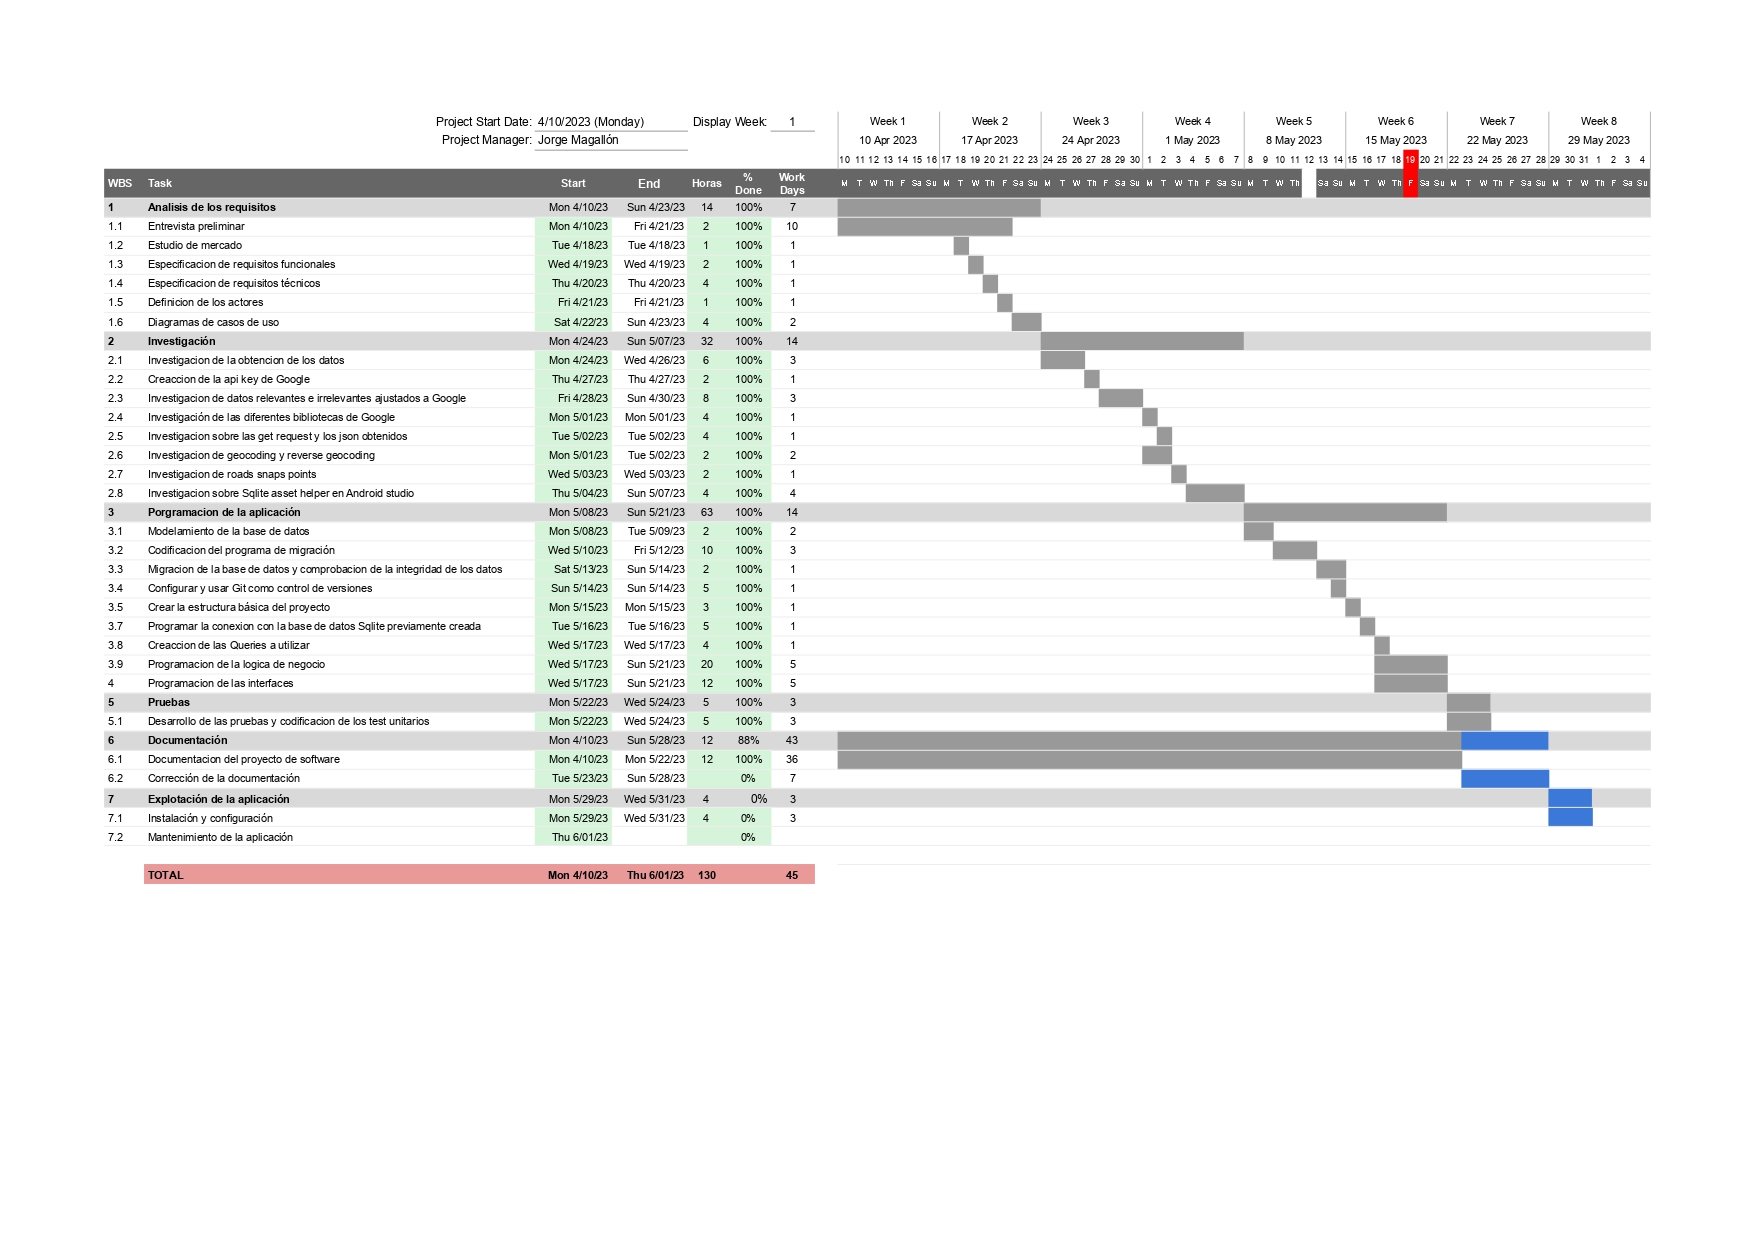 Project Start Date: 4/10/2023 (Monday) Display Week: 1 Week 1 Week 2 Week 3 Week 4 Week 5 Week 6 Week 7 Week 8
Project Manager: Jorge Magallón 10 Apr 2023 17 Apr 2023 24 Apr 2023 1 May 2023 8 May 2023 15 May 2023 22 May 2023 29 May 2023
10 11 12 13 14 15 16 17 18 19 20 21 22 23 24 25 26 27 28 29 30 1 2 3 4 5 6 7 8 9 10 11 12 13 14 15 16 17 18 19 20 21 22 23 24 25 26 27 28 29 30 31 1 2 3 4
WBS Task Start End Horas % Done Work Days M T W Th F Sa Su M T W Th F Sa Su M T W Th F Sa Su M T W Th F Sa Su M T W Th Sa Su M T W Th F Sa Su M T W Th F Sa Su M T W Th F Sa Su
1 Analisis de los requisitos Mon 4/10/23 Sun 4/23/23 14 100% 7
1.1 Entrevista preliminar Mon 4/10/23 Fri 4/21/23 2 100% 10
1.2 Estudio de mercado Tue 4/18/23 Tue 4/18/23 1 100% 1
1.3 Especificacion de requisitos funcionales Wed 4/19/23 Wed 4/19/23 2 100% 1
1.4 Especificacion de requisitos técnicos Thu 4/20/23 Thu 4/20/23 4 100% 1
1.5 Definicion de los actores Fri 4/21/23 Fri 4/21/23 1 100% 1
1.6 Diagramas de casos de uso Sat 4/22/23 Sun 4/23/23 4 100% 2
2 Investigación Mon 4/24/23 Sun 5/07/23 32 100% 14
2.1 Investigacion de la obtencion de los datos Mon 4/24/23 Wed 4/26/23 6 100% 3
2.2 Creaccion de la api key de Google Thu 4/27/23 Thu 4/27/23 2 100% 1
2.3 Investigacion de datos relevantes e irrelevantes ajustados a Google Fri 4/28/23 Sun 4/30/23 8 100% 3
2.4 Investigación de las diferentes bibliotecas de Google Mon 5/01/23 Mon 5/01/23 4 100% 1
2.5 Investigacion sobre las get request y los json obtenidos Tue 5/02/23 Tue 5/02/23 4 100% 1
2.6 Investigacion de geocoding y reverse geocoding Mon 5/01/23 Tue 5/02/23 2 100% 2
2.7 Investigacion de roads snaps points Wed 5/03/23 Wed 5/03/23 2 100% 1
2.8 Investigacion sobre Sqlite asset helper en Android studio Thu 5/04/23 Sun 5/07/23 4 100% 4
3 Porgramacion de la aplicación Mon 5/08/23 Sun 5/21/23 63 100% 14
3.1 Modelamiento de la base de datos Mon 5/08/23 Tue 5/09/23 2 100% 2
3.2 Codificacion del programa de migración Wed 5/10/23 Fri 5/12/23 10 100% 3
3.3 Migracion de la base de datos y comprobacion de la integridad de los datos Sat 5/13/23 Sun 5/14/23 2 100% 1
3.4 Configurar y usar Git como control de versiones Sun 5/14/23 Sun 5/14/23 5 100% 1
3.5 Crear la estructura básica del proyecto Mon 5/15/23 Mon 5/15/23 3 100% 1
3.7 Programar la conexion con la base de datos Sqlite previamente creada Tue 5/16/23 Tue 5/16/23 5 100% 1
3.8 Creaccion de las Queries a utilizar Wed 5/17/23 Wed 5/17/23 4 100% 1
3.9 Programacion de la logica de negocio Wed 5/17/23 Sun 5/21/23 20 100% 5
4 Programacion de las interfaces Wed 5/17/23 Sun 5/21/23 12 100% 5
5 Pruebas Mon 5/22/23 Wed 5/24/23 5 100% 3
5.1 Desarrollo de las pruebas y codificacion de los test unitarios Mon 5/22/23 Wed 5/24/23 5 100% 3
6 Documentación Mon 4/10/23 Sun 5/28/23 12 88% 43
6.1 Documentacion del proyecto de software Mon 4/10/23 Mon 5/22/23 12 100% 36
6.2 Corrección de la documentación Tue 5/23/23 Sun 5/28/23 0% 7
7 Explotación de la aplicación Mon 5/29/23 Wed 5/31/23 4 0% 3
7.1 Instalación y configuración Mon 5/29/23 Wed 5/31/23 4 0% 3
7.2 Mantenimiento de la aplicación Thu 6/01/23 0%
TOTAL Mon 4/10/23 Thu 6/01/23 130 45